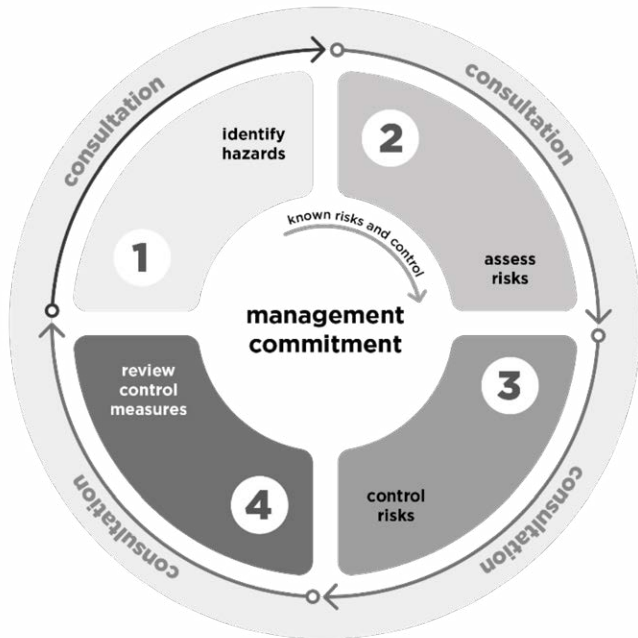 consultation
consultation
identify
hazards
1
2
assess
risks
known risks and control
management
commitment
review
control
measures
4
3
control
risks
consultation
consultation